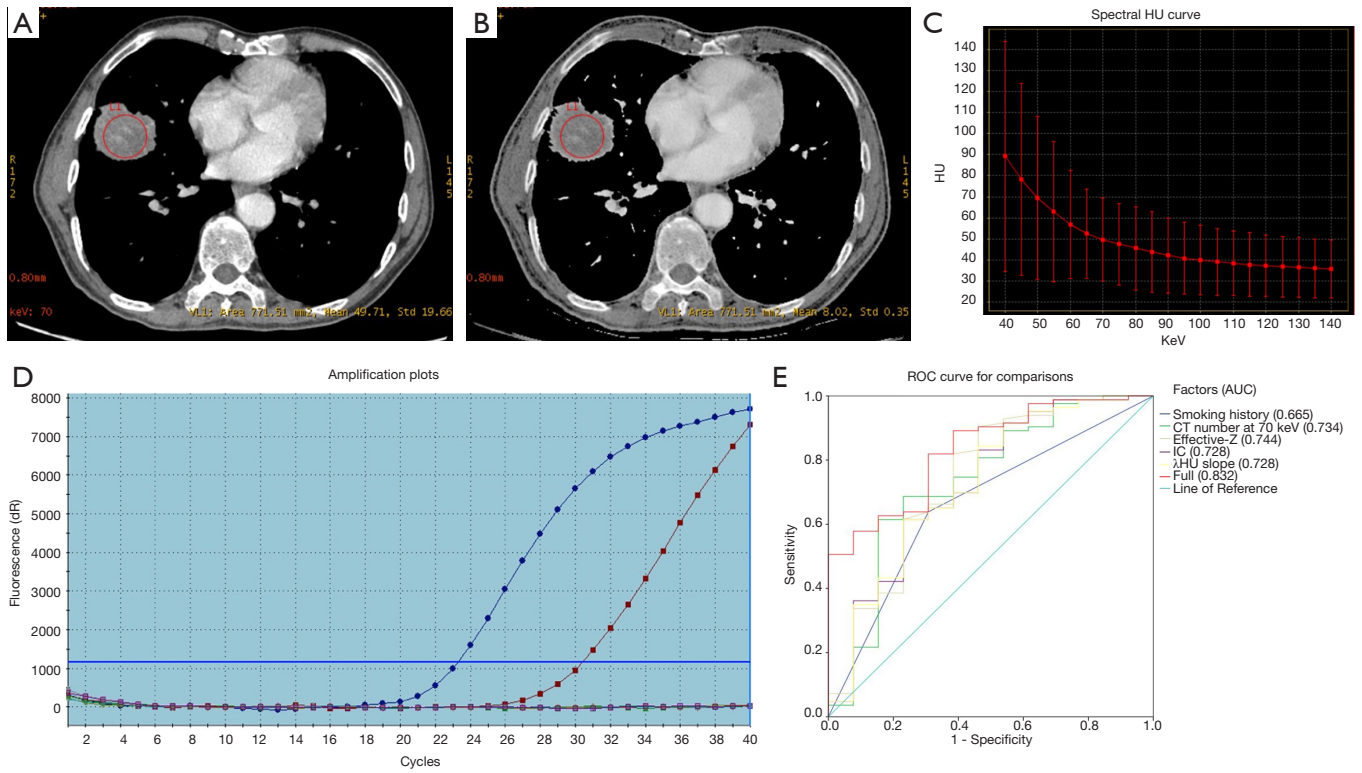 A
+
L1
R
1
7
2
L
1
4
5
0.80mm
keV: 70
VL1: Area 771.51 mm2, Mean 49.71, Std 19.66
B
+
L1
R
1
7
2
L
1
4
5
0.80mm
VL1: Area 771.51 mm2, Mean 8.02, Std 0.35
C
Spectral HU curve
140
130
120
110
100
90
80
70
60
50
40
30
20
HU
40 50 60 70 80 90 100 110 120 130 140
KeV
D
Amplification plots
8000
7000
6000
5000
4000
3000
2000
1000
0
Fluorescence (dR)
2 4 6 8 10 12 14 16 18 20 22 24 26 28 30 32 34 36 38 40
Cycles
E
ROC curve for comparisons
1.0
0.8
0.6
0.4
0.2
0.0
Sensitivity
0.0 0.2 0.4 0.6 0.8 1.0
1 - Specificity
Factors (AUC)
Smoking history (0.665)
CT number at 70 keV (0.734)
Effective-Z (0.744)
IC (0.728)
λHU slope (0.728)
Full (0.832)
Line of Reference